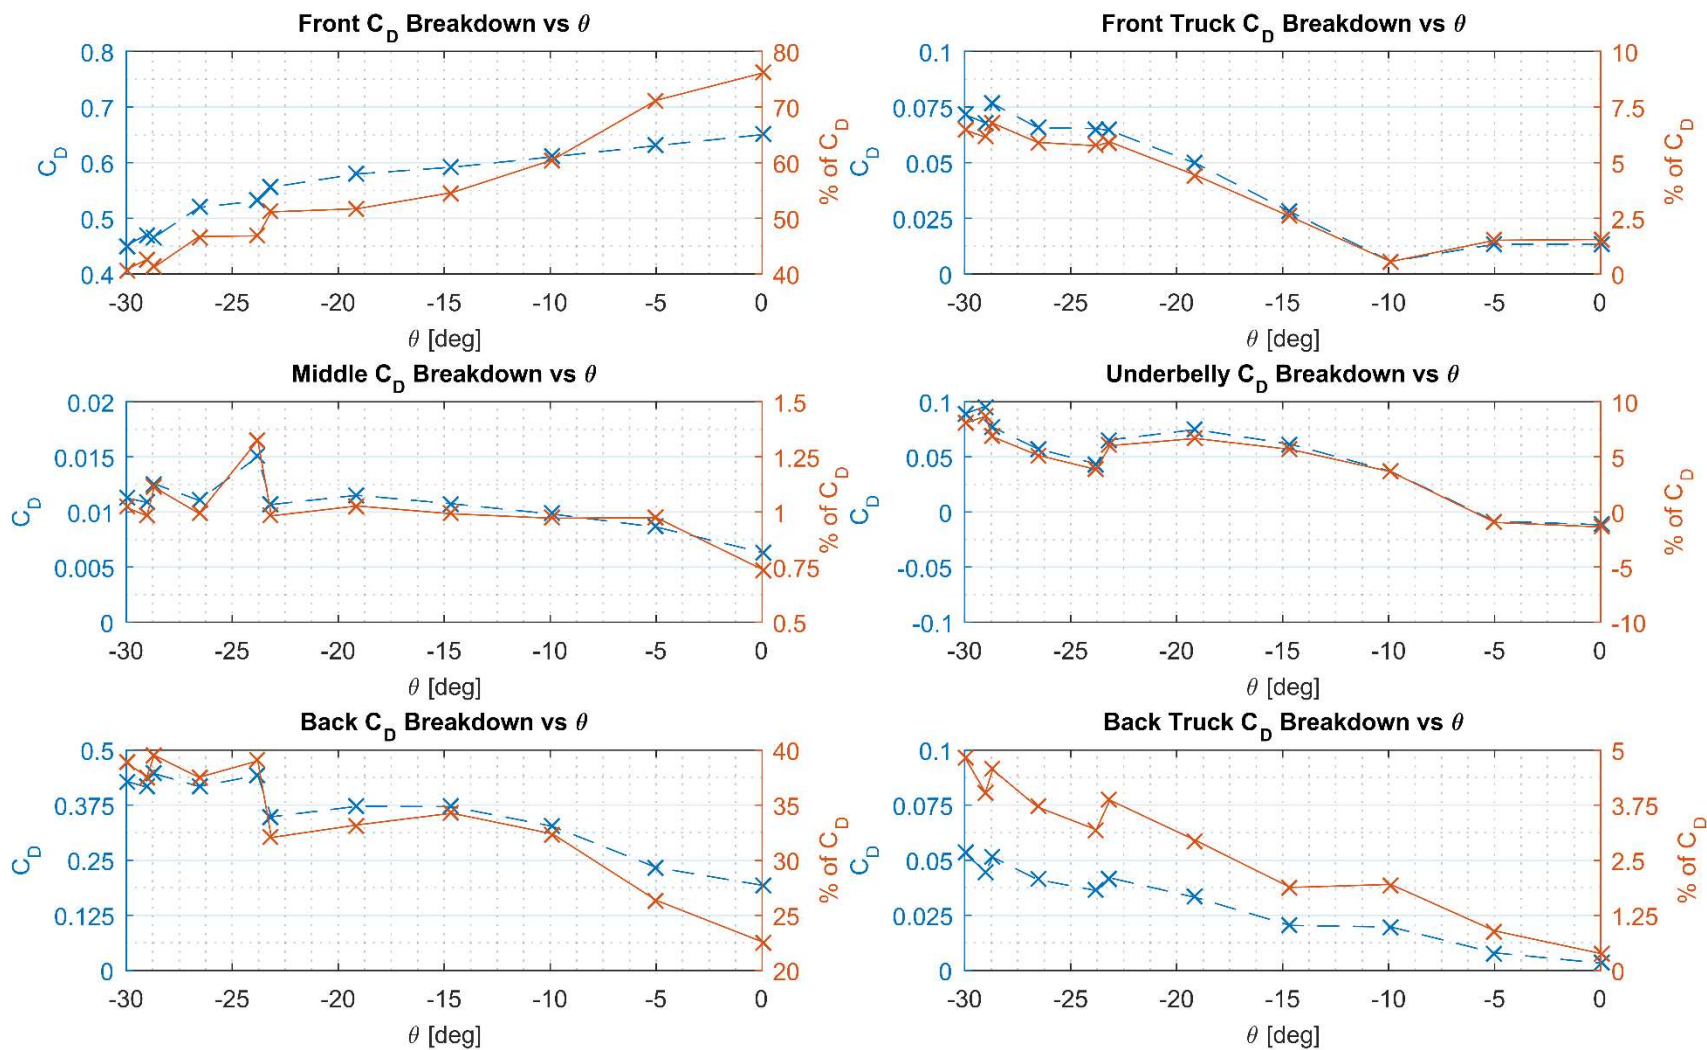 Front C_D Breakdown vs θ
0.8
0.7
0.6
0.5
0.4
C_D
80
70
60
50
40
% of C_D
-30 -25 -20 -15 -10 -5 0
θ [deg]
Front Truck C_D Breakdown vs θ
0.1
0.075
0.05
0.025
0
C_D
10
7.5
5
2.5
0
% of C_D
-30 -25 -20 -15 -10 -5 0
θ [deg]
Middle C_D Breakdown vs θ
0.02
0.015
0.01
0.005
0
C_D
1.5
1.25
1
0.75
0.5
% of C_D
-30 -25 -20 -15 -10 -5 0
θ [deg]
Underbelly C_D Breakdown vs θ
0.1
0.05
0
-0.05
-0.1
C_D
10
5
0
-5
-10
% of C_D
-30 -25 -20 -15 -10 -5 0
θ [deg]
Back C_D Breakdown vs θ
0.5
0.375
0.25
0.125
0
C_D
40
35
30
25
20
% of C_D
-30 -25 -20 -15 -10 -5 0
θ [deg]
Back Truck C_D Breakdown vs θ
0.1
0.075
0.05
0.025
0
C_D
5
3.75
2.5
1.25
0
% of C_D
-30 -25 -20 -15 -10 -5 0
θ [deg]